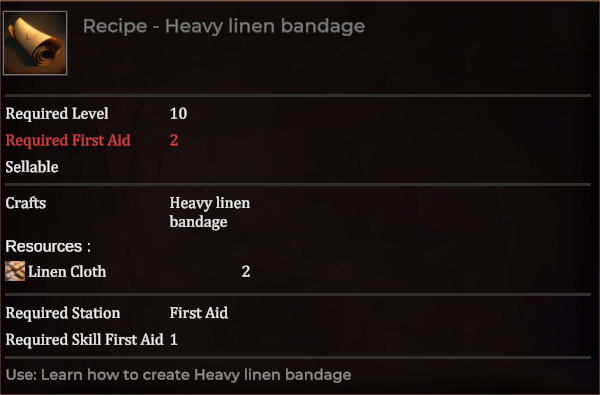 Recipe - Heavy linen bandage
Required Level 10
Required First Aid 2
Sellable
Crafts Heavy linen
bandage
Resources :
Linen Cloth 2
Required Station First Aid
Required Skill First Aid 1
Use: Learn how to create Heavy linen bandage